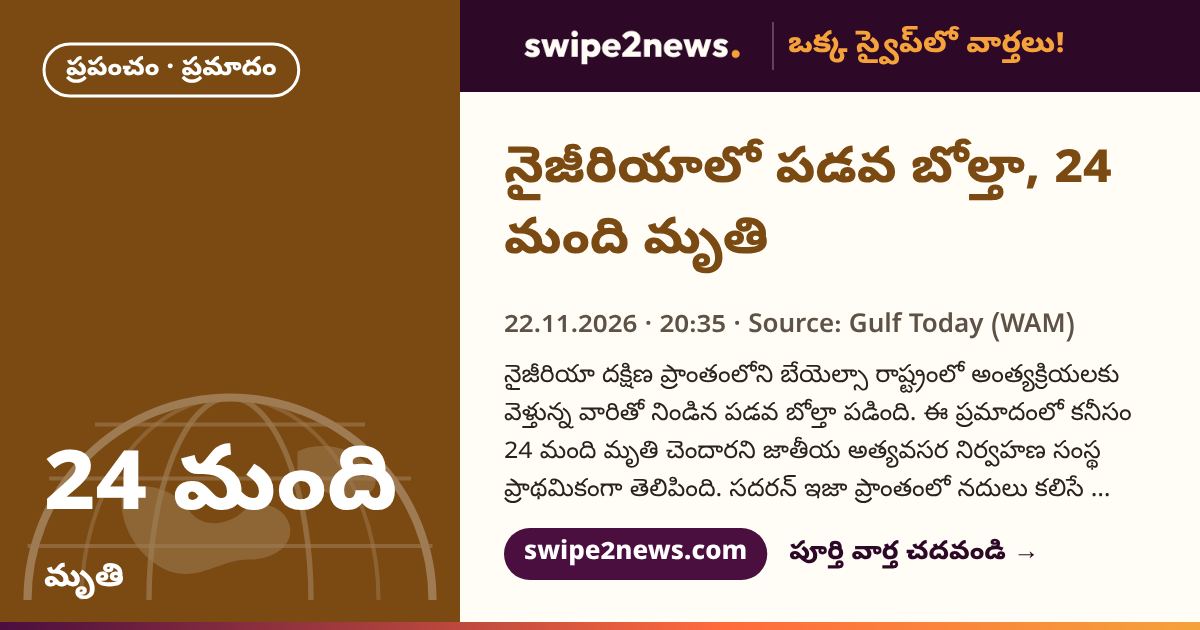 ప్రపంచం · ప్రమాదం
24 మంది
మృతి
swipe2news.
ఒక్క స్వైప్‌లో వార్తలు!
నైజీరియాలో పడవ బోల్తా, 24
మంది మృతి
22.11.2026 · 20:35 · Source: Gulf Today (WAM)
నైజీరియా దక్షిణ ప్రాంతంలోని బేయెల్సా రాష్ట్రంలో అంత్యక్రియలకు
వెళ్తున్న వారితో నిండిన పడవ బోల్తా పడింది. ఈ ప్రమాదంలో కనీసం
24 మంది మృతి చెందారని జాతీయ అత్యవసర నిర్వహణ సంస్థ
ప్రాథమికంగా తెలిపింది. సదరన్ ఇజా ప్రాంతంలో నదులు కలిసే ...
swipe2news.com
పూర్తి వార్త చదవండి →